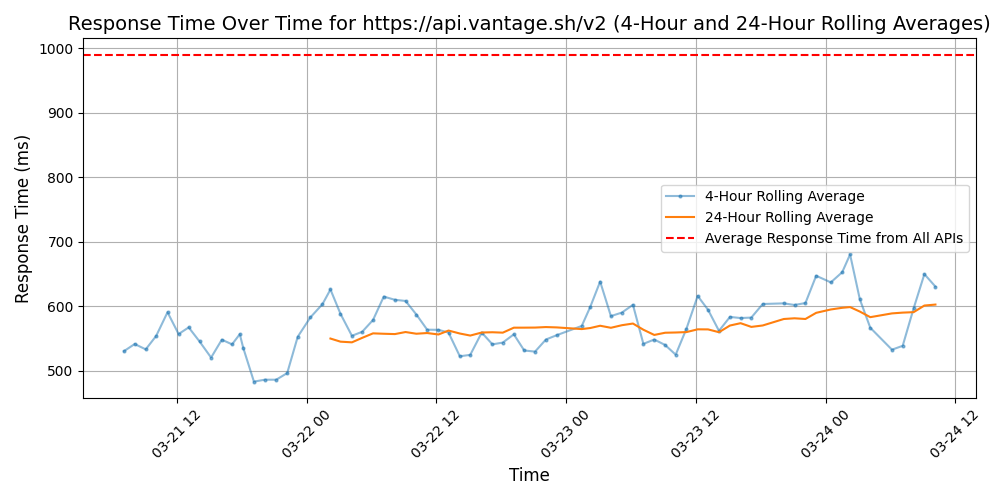 Response Time Over Time for https://api.vantage.sh/v2 (4-Hour and 24-Hour Rolling Averages)
Response Time (ms)
1000
900
800
700
600
500
4-Hour Rolling Average
24-Hour Rolling Average
Average Response Time from All APIs
03-21 12
03-22 00
03-22 12
03-23 00
03-23 12
03-24 00
03-24 12
Time